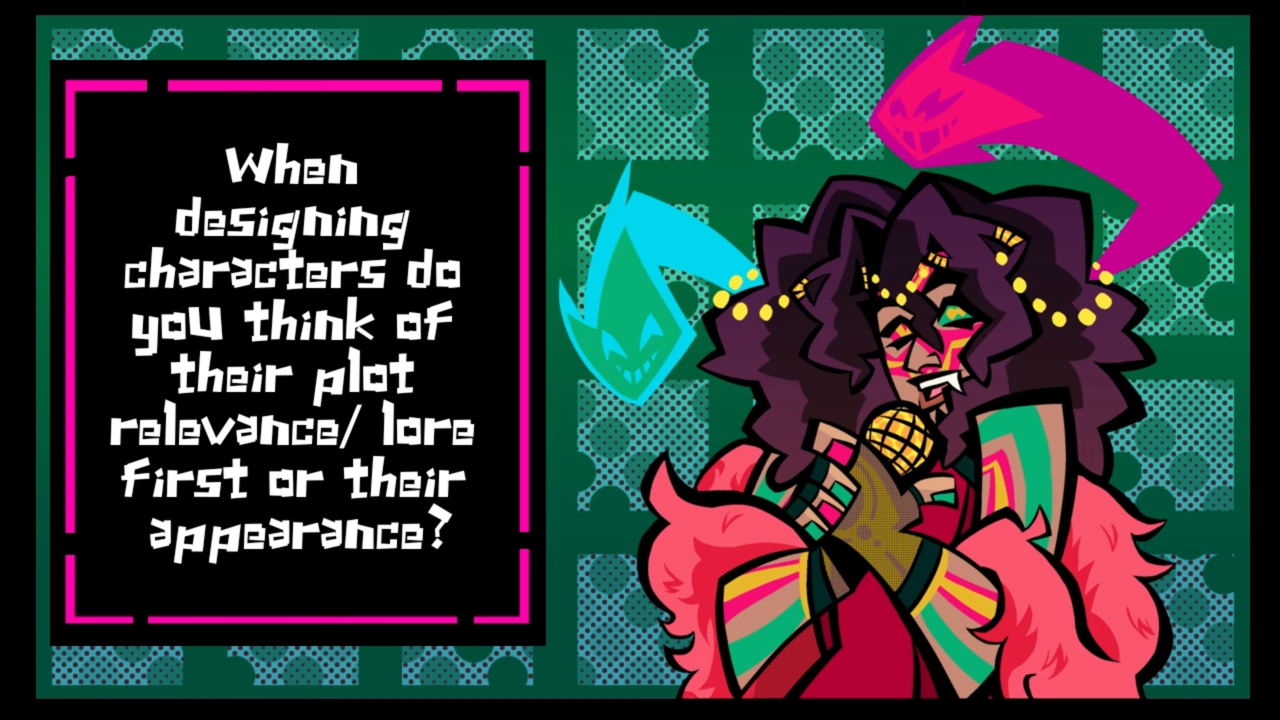 When
designing
characters do
you think of
their plot
relevance/ lore
First or their
appearance?